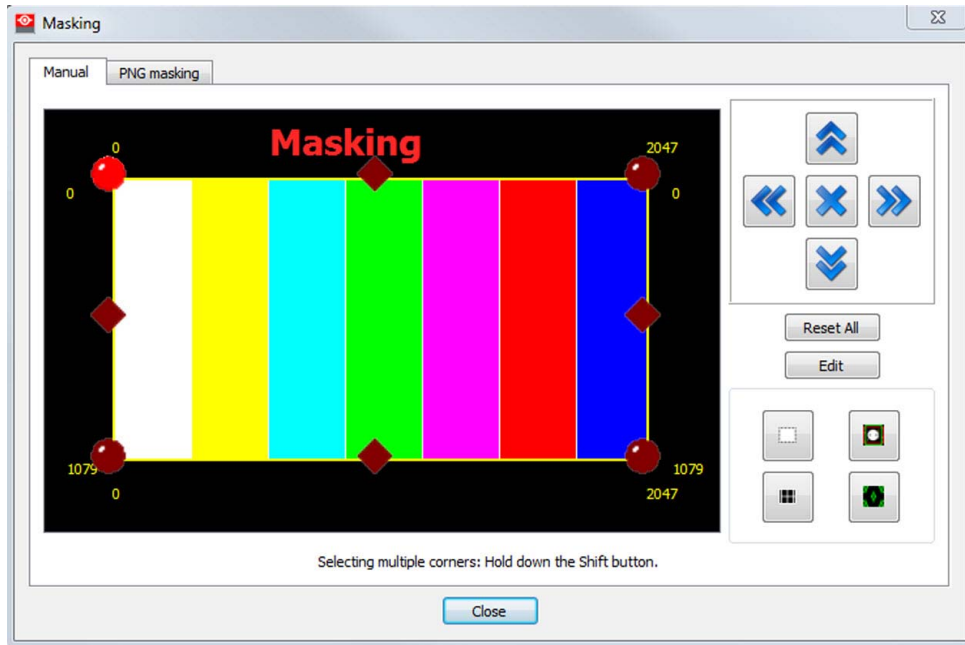 Masking
Manual PNG masking
Masking
0 2047
0 0
1079 1079
0 2047
Reset All
Edit
Selecting multiple corners: Hold down the Shift button.
Close